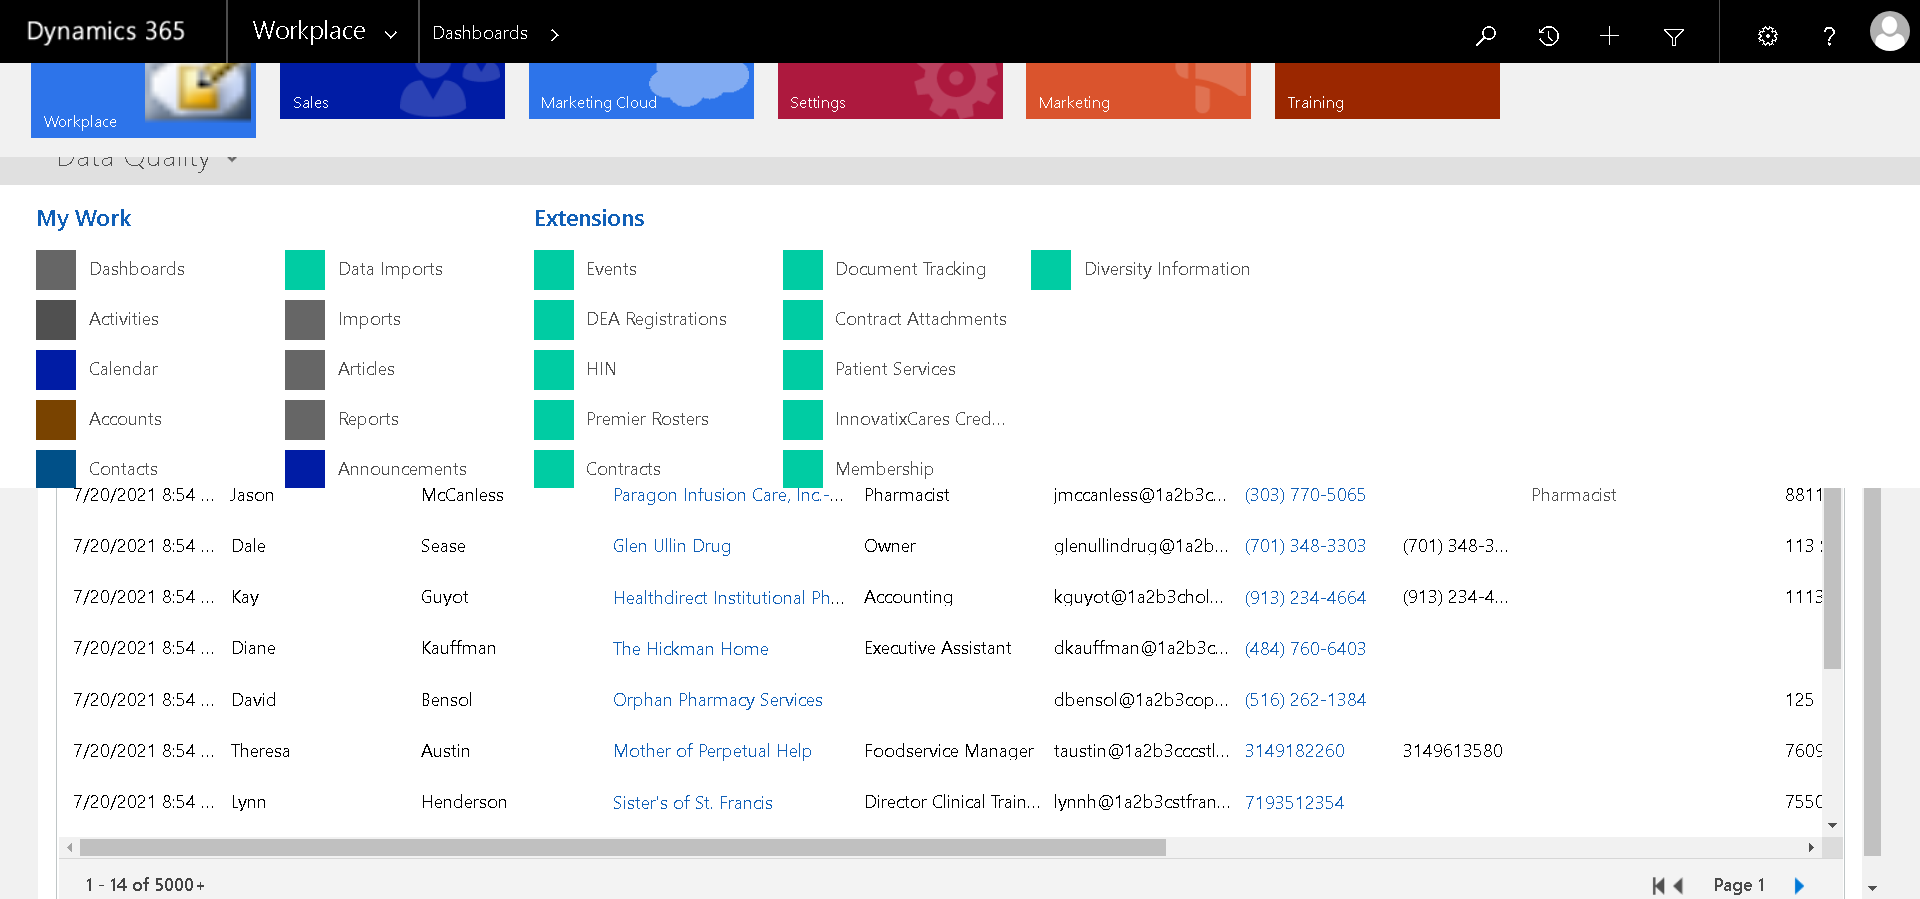 Dynamics 365 Workplace Dashboards
Workplace Sales Marketing Cloud Settings Marketing Training
Data Quality
My Work Extensions
Dashboards Data Imports Events Document Tracking Diversity Information
Activities Imports DEA Registrations Contract Attachments
Calendar Articles HIN Patient Services
Accounts Reports Premier Rosters InnovatixCares Cred...
Contacts Announcements Contracts Membership
7/20/2021 8:54 ... Jason McCanless Paragon Infusion Care, Inc.-... Pharmacist jmccanless@1a2b3c... (303) 770-5065 Pharmacist 8811
7/20/2021 8:54 ... Dale Sease Glen Ullin Drug Owner glenullindrug@1a2b... (701) 348-3303 (701) 348-3... 113
7/20/2021 8:54 ... Kay Guyot Healthdirect Institutional Ph... Accounting kguyot@1a2b3chol... (913) 234-4664 (913) 234-4... 1113
7/20/2021 8:54 ... Diane Kauffman The Hickman Home Executive Assistant dkauffman@1a2b3c... (484) 760-6403
7/20/2021 8:54 ... David Bensol Orphan Pharmacy Services dbensol@1a2b3cop... (516) 262-1384 125
7/20/2021 8:54 ... Theresa Austin Mother of Perpetual Help Foodservice Manager taustin@1a2b3cccstl... 3149182260 3149613580 7609
7/20/2021 8:54 ... Lynn Henderson Sister's of St. Francis Director Clinical Train... lynnh@1a2b3cstfran... 7193512354 7550
1 - 14 of 5000+ Page 1